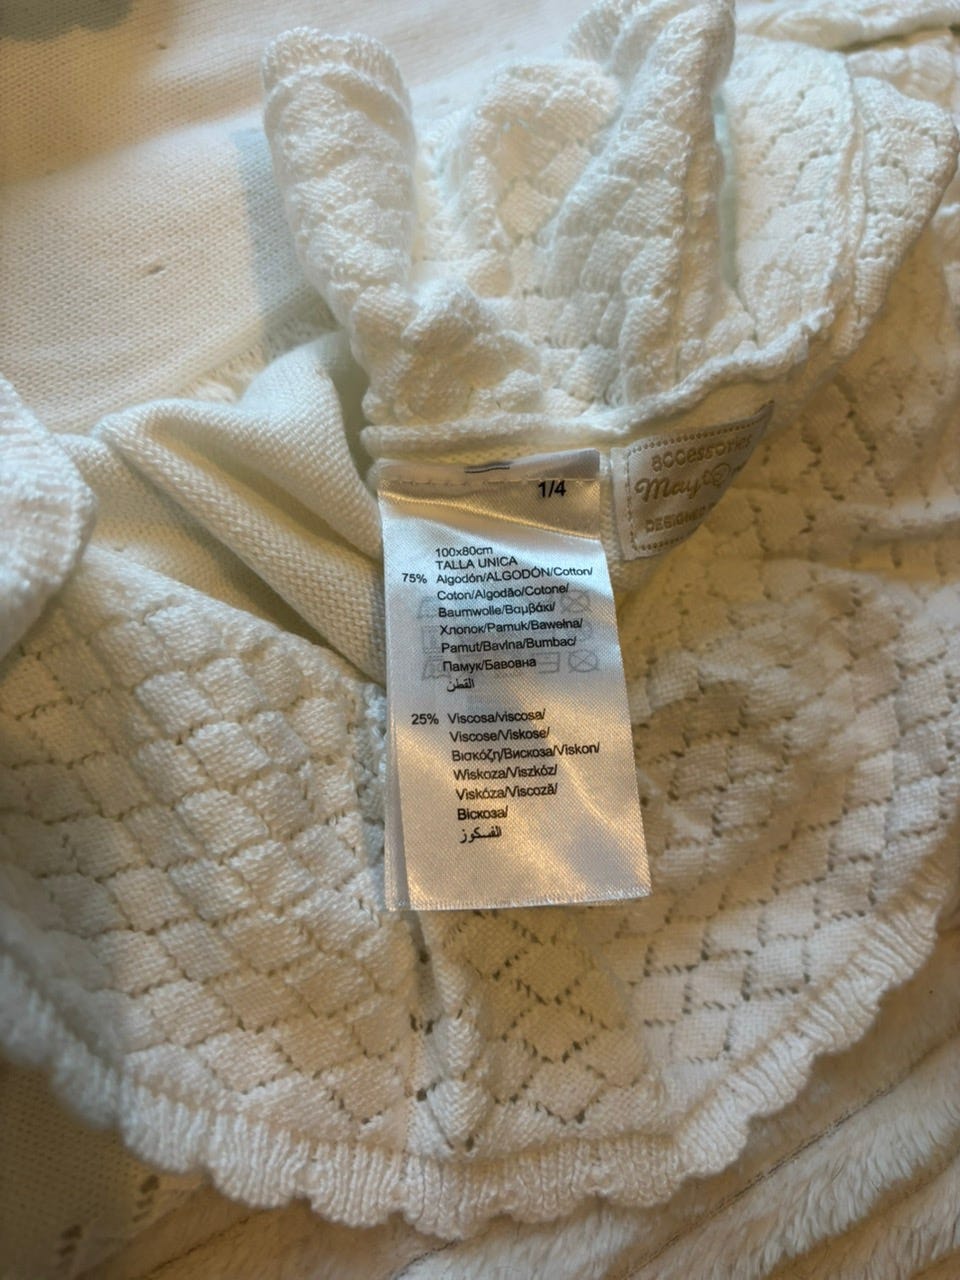 1/4
accessories
May
DESIGNED
100x80cm
TALLA UNICA
75% Algodón/ALGODÓN/Cotton/
Coton/Algodão/Cotone/
Baumwolle/Βαμβάκι/
Хлопок/Pamuk/Bawełna/
Pamut/Bavlna/Bumbac/
Памук/Бавовна
القطن
25% Viscosa/viscosa/
Viscose/Viskose/
Βισκόζη/Вискоза/Viskon/
Wiskoza/Viszkóz/
Viskóza/Viscoză/
Віскоза/
الفسكوز